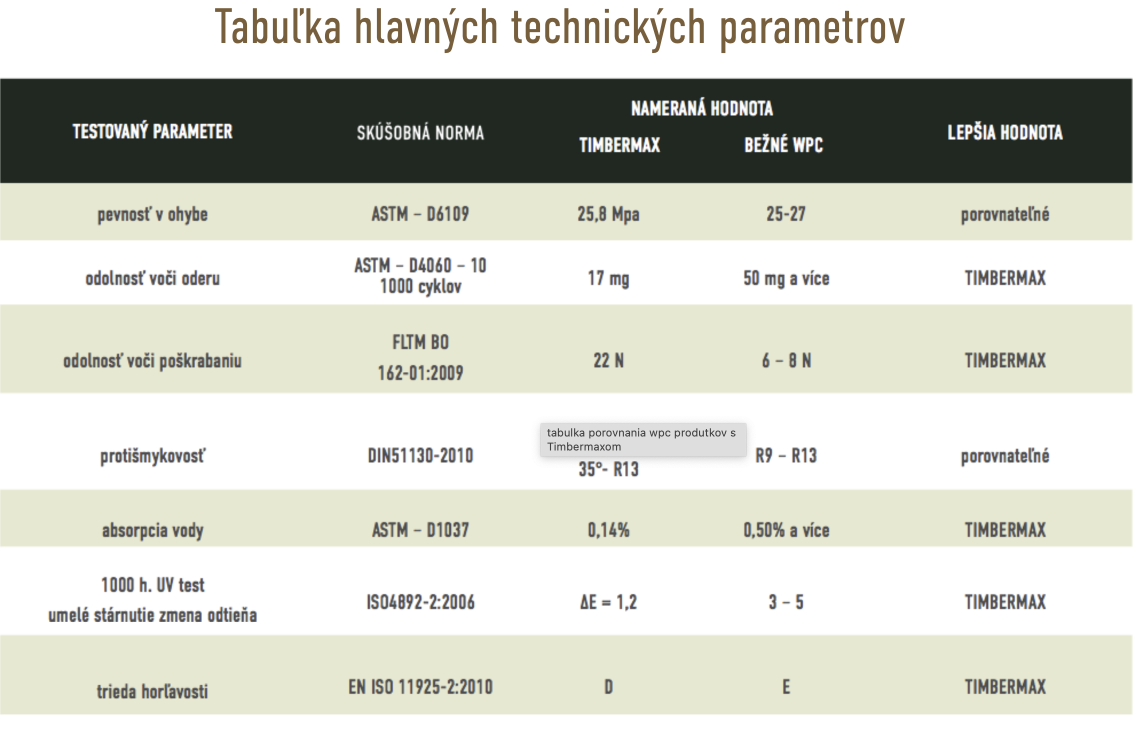 Tabuľka hlavných technických parametrov
TESTOVANÝ PARAMETER SKÚŠOBNÁ NORMA NAMERANÁ HODNOTA LEPŠIA HODNOTA
TIMBERMAX BEŽNÉ WPC
pevnosť v ohybe ASTM – D6109 25,8 Mpa 25-27 porovnateľné
odolnosť voči oderu ASTM – D4060 – 10 17 mg 50 mg a více TIMBERMAX
1000 cyklov
odolnosť voči poškrabaniu FLTM BO 22 N 6 – 8 N TIMBERMAX
162-01:2009
tabulka porovnania wpc produtkov s
Timbermaxom
protišmykovosť DIN51130-2010 35°- R13 R9 – R13 porovnateľné
absorpcia vody ASTM – D1037 0,14% 0,50% a více TIMBERMAX
1000 h. UV test ISO4892-2:2006 ΔE = 1,2 3 – 5 TIMBERMAX
umelé stárnutie zmena odtieňa
trieda horľavosti EN ISO 11925-2:2010 D E TIMBERMAX